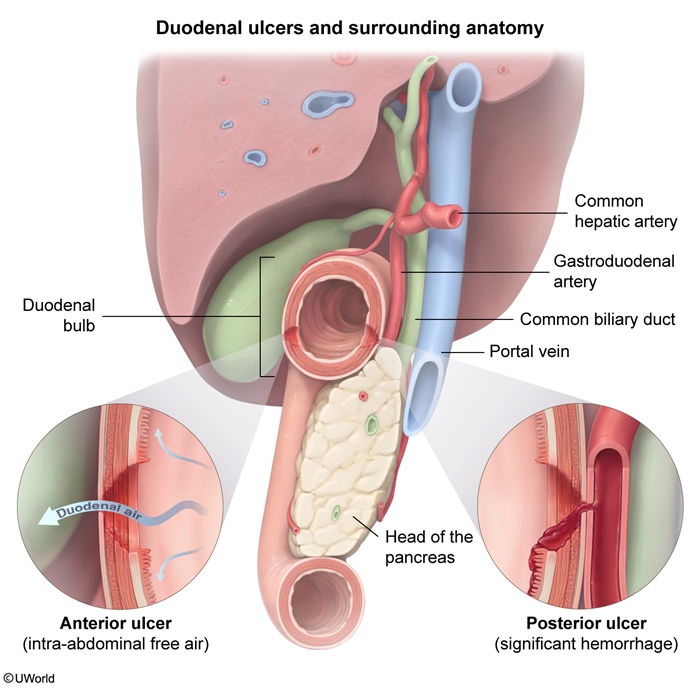 Duodenal ulcers and surrounding anatomy
Common
hepatic artery
Gastroduodenal
artery
Duodenal
bulb
Common biliary duct
Portal vein
Duodenal air
Head of the
pancreas
Anterior ulcer
(intra-abdominal free air)
Posterior ulcer
(significant hemorrhage)
©UWorld